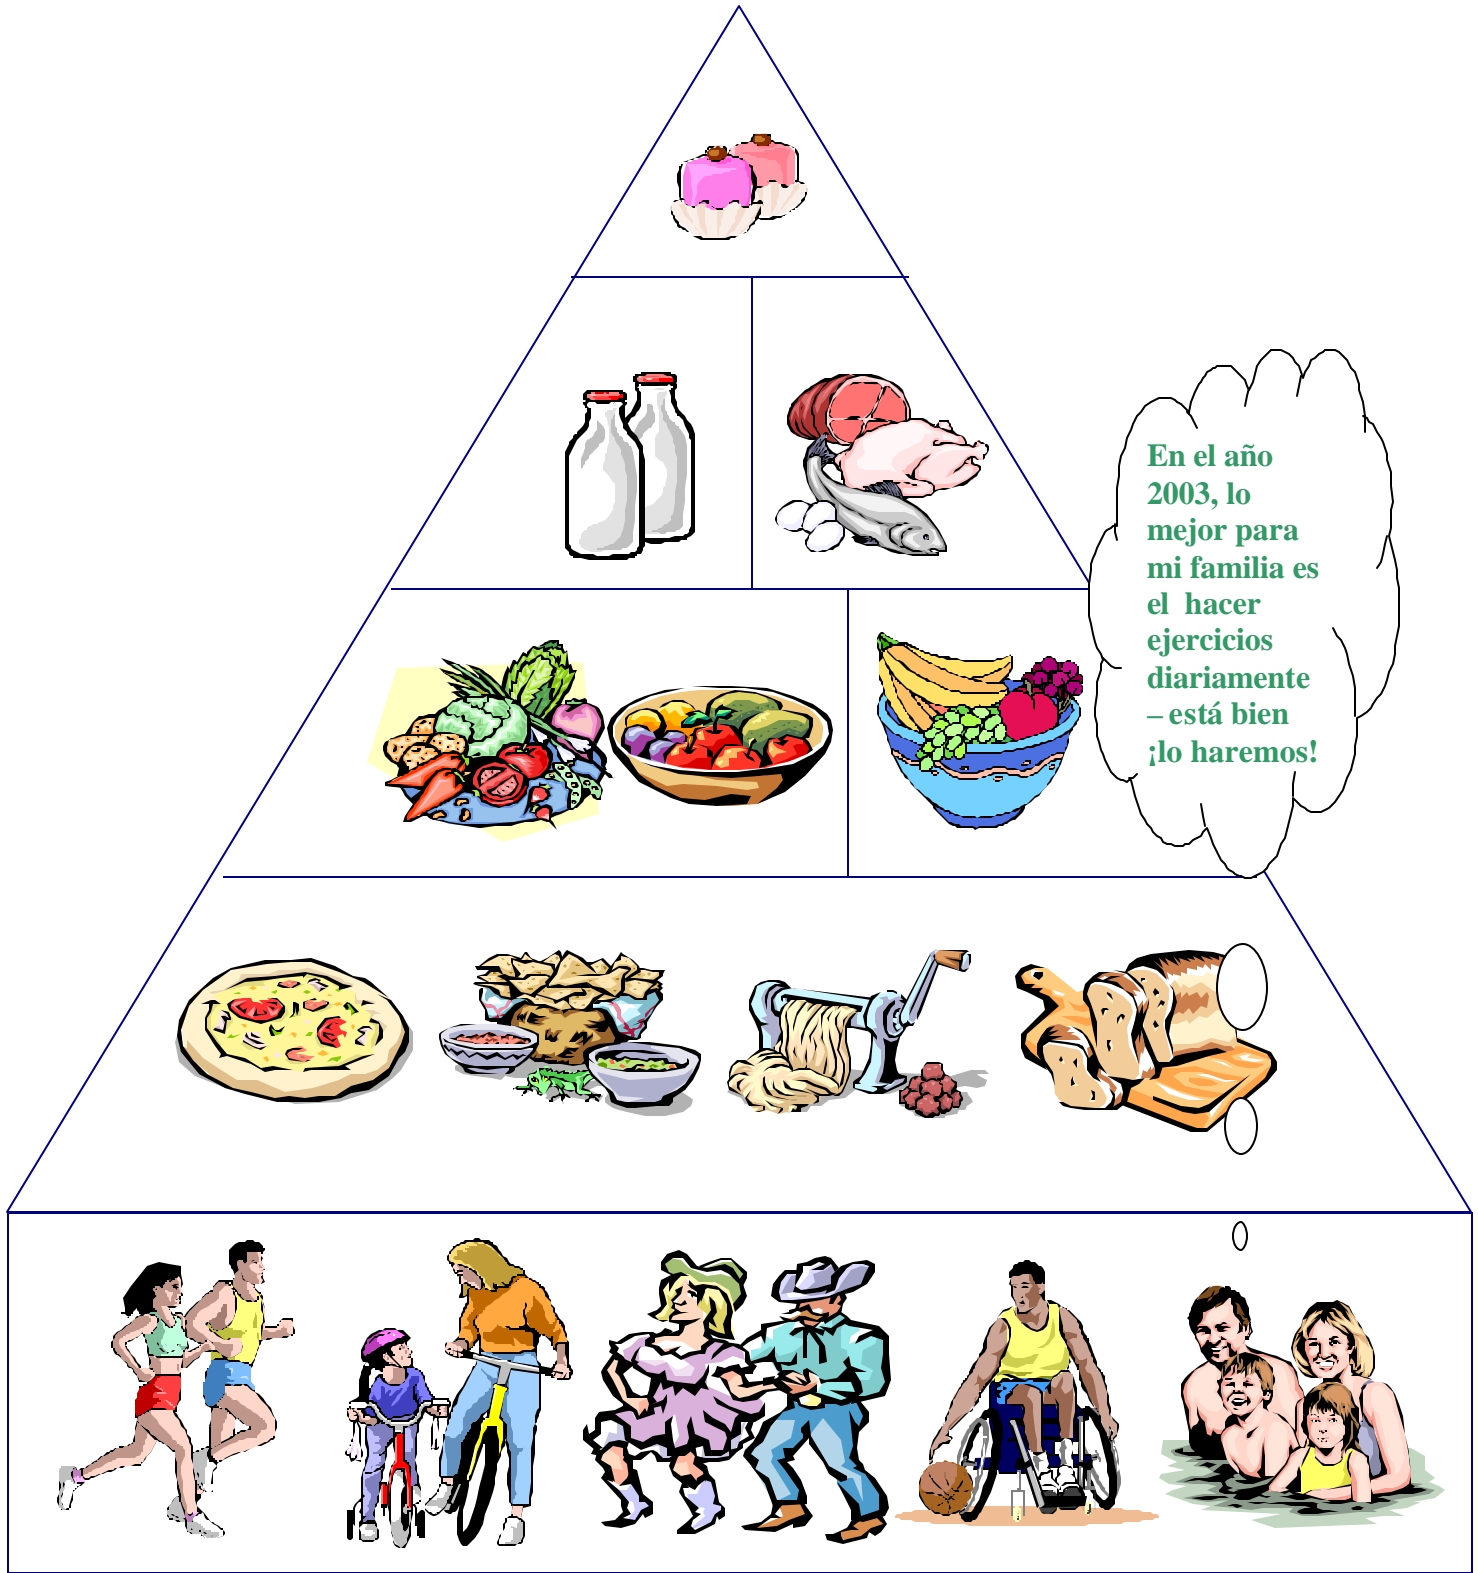 En el año
2003, lo
mejor para
mi familia es
el  hacer
ejercicios
diariamente
– está bien
¡lo haremos!